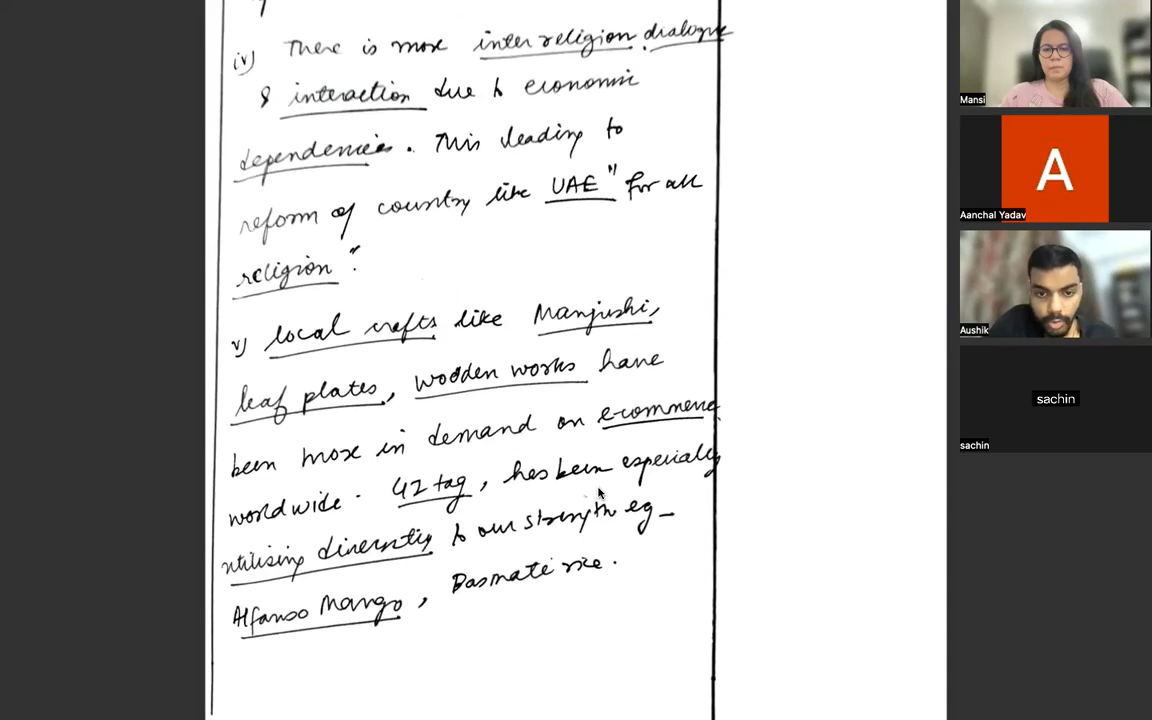 iv) There is more inter religion dialogue
& interaction due to economic
dependencies. This leading to
reform of country like UAE "for all
religion".
v) local crafts like Manjushi,
leaf plates, wooden works have
been more in demand on e-commerce
worldwide. GI tag, has been especially
utilising diversity to our strength eg -
Alfanso Mango, Basmati rice.
Mansi
A
Aanchal Yadav
Aushik
sachin
sachin